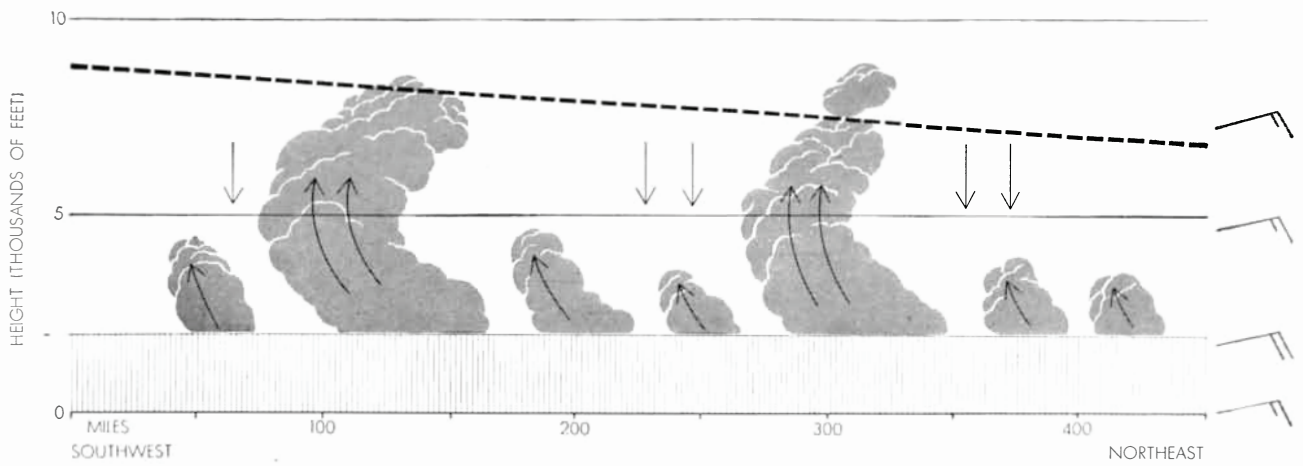 10
HEIGHT (THOUSANDS OF FEET)
5
0
MILES 100 200 300 400
SOUTHWEST NORTHEAST